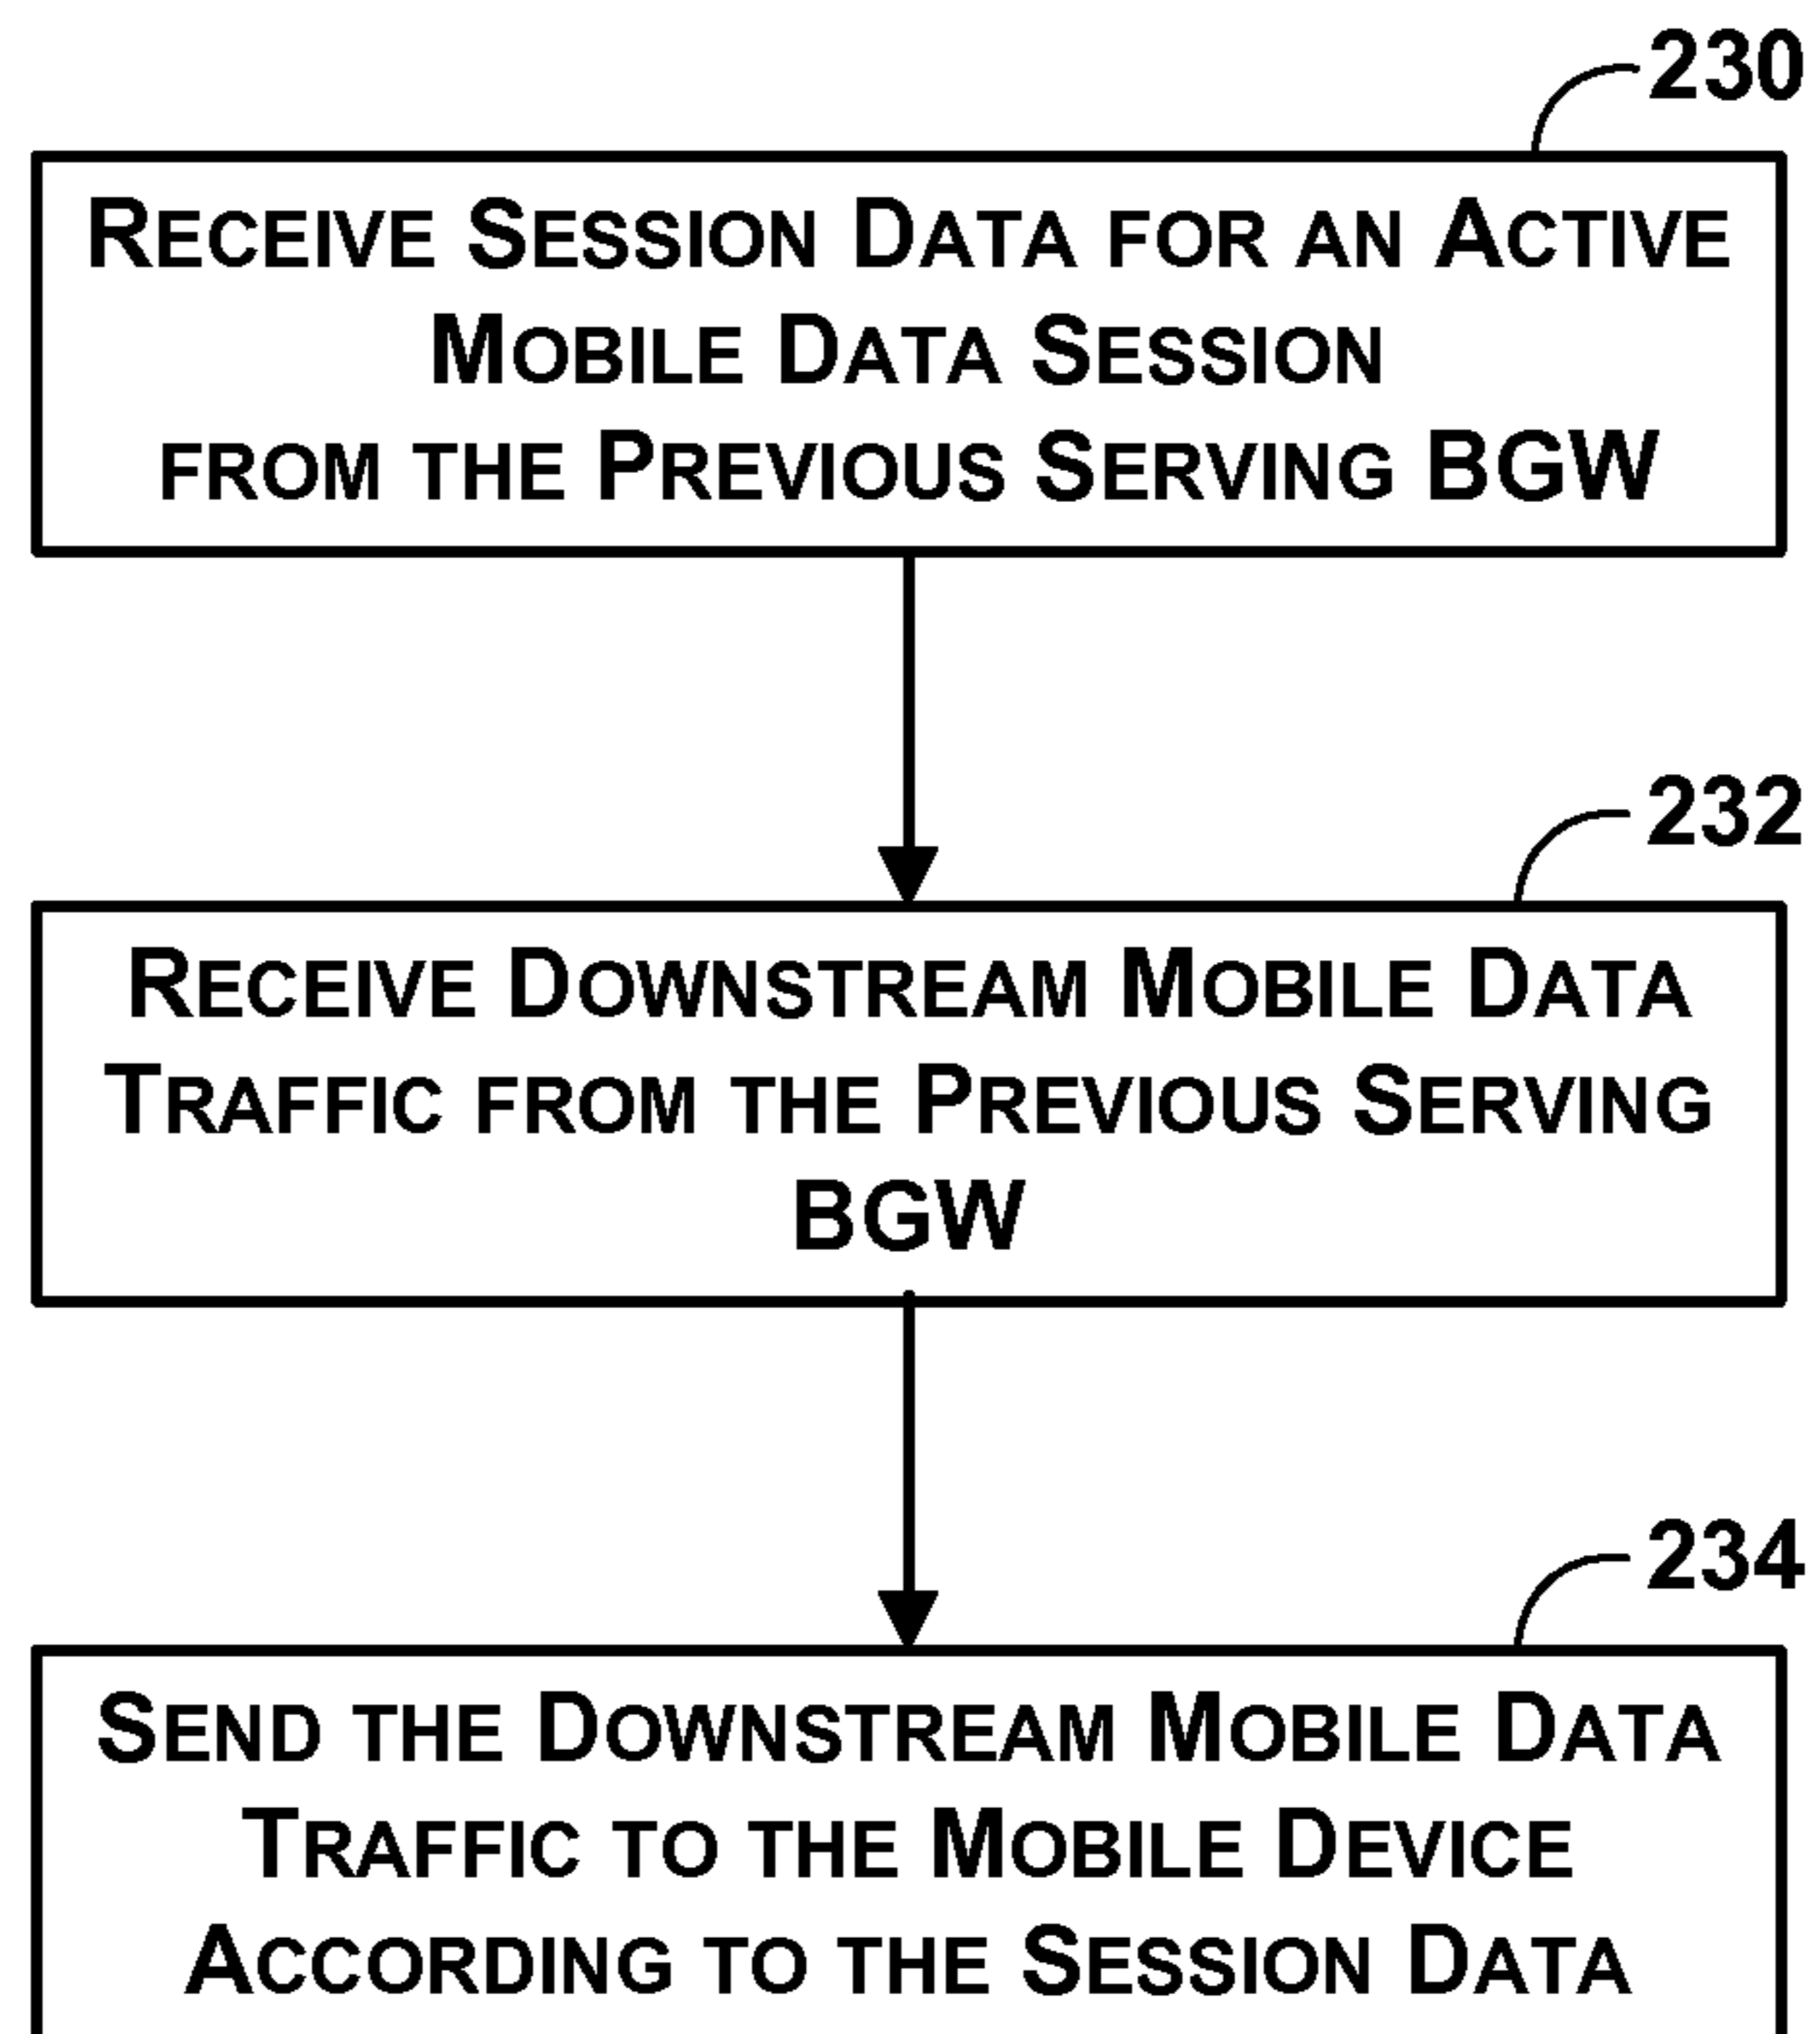 230
RECEIVE SESSION DATA FOR AN ACTIVE
MOBILE DATA SESSION
FROM THE PREVIOUS SERVING BGW
232
RECEIVE DOWNSTREAM MOBILE DATA
TRAFFIC FROM THE PREVIOUS SERVING
BGW
234
SEND THE DOWNSTREAM MOBILE DATA
TRAFFIC TO THE MOBILE DEVICE
ACCORDING TO THE SESSION DATA